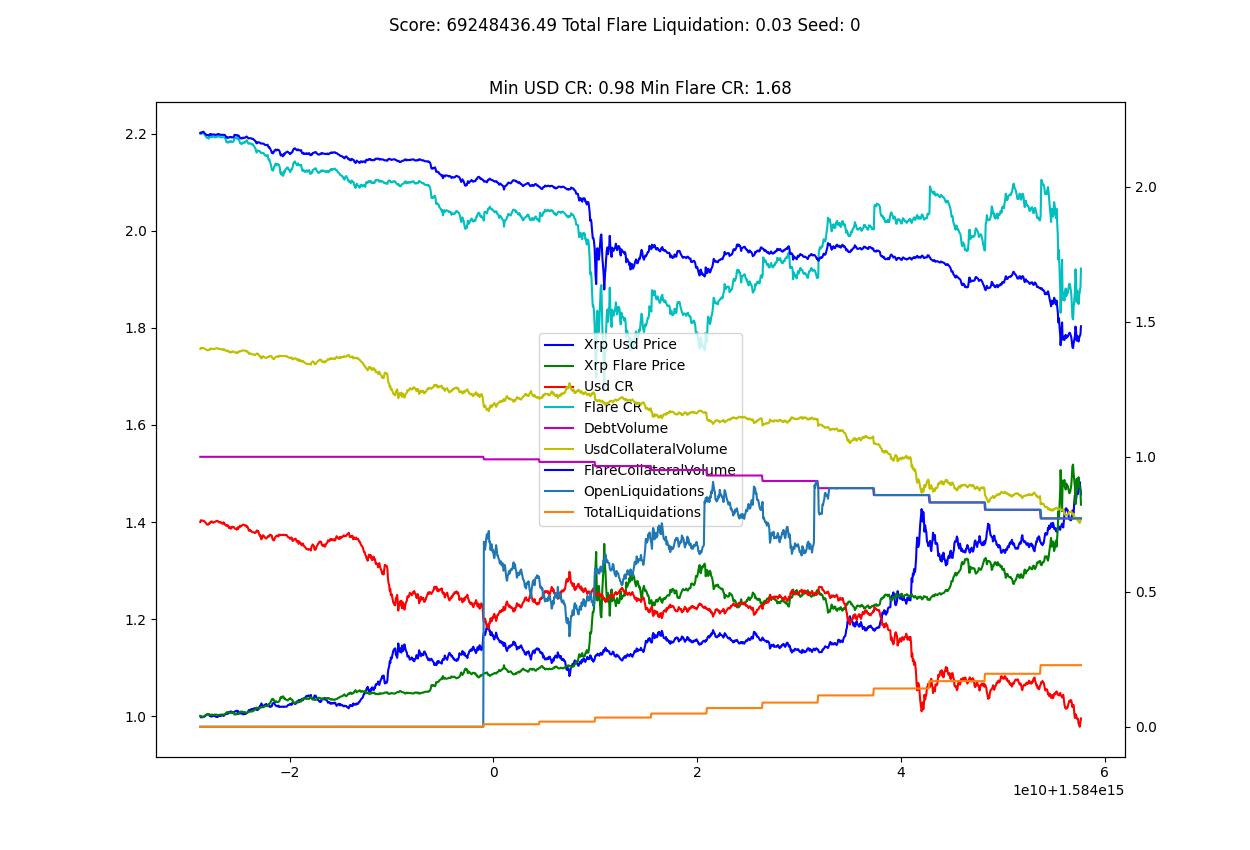 Score: 69248436.49 Total Flare Liquidation: 0.03 Seed: 0
Min USD CR: 0.98 Min Flare CR: 1.68
2.2
2.0
1.8
1.6
1.4
1.2
1.0
2.0
1.5
1.0
0.5
0.0
Xrp Usd Price
Xrp Flare Price
Usd CR
Flare CR
DebtVolume
UsdCollateralVolume
FlareCollateralVolume
OpenLiquidations
TotalLiquidations
−2
0
2
4
6
1e10+1.584e15